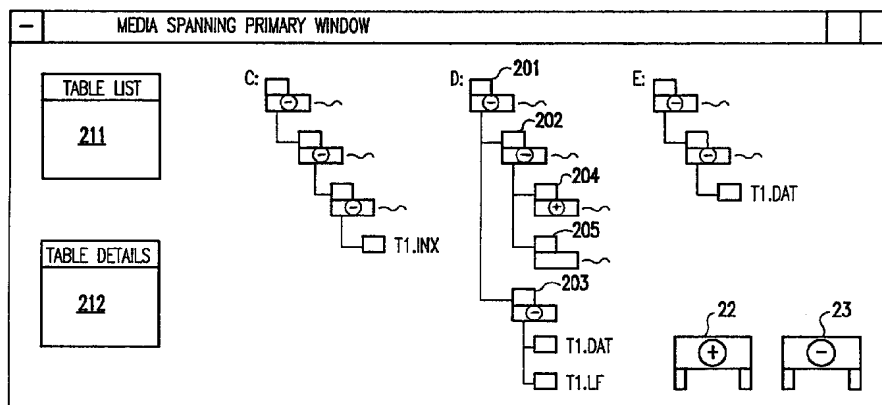 MEDIA SPANNING PRIMARY WINDOW
TABLE LIST
211
TABLE DETAILS
212
C:
T1.INX
D:
201
202
204
205
203
T1.DAT
T1.LF
E:
T1.DAT
22
23